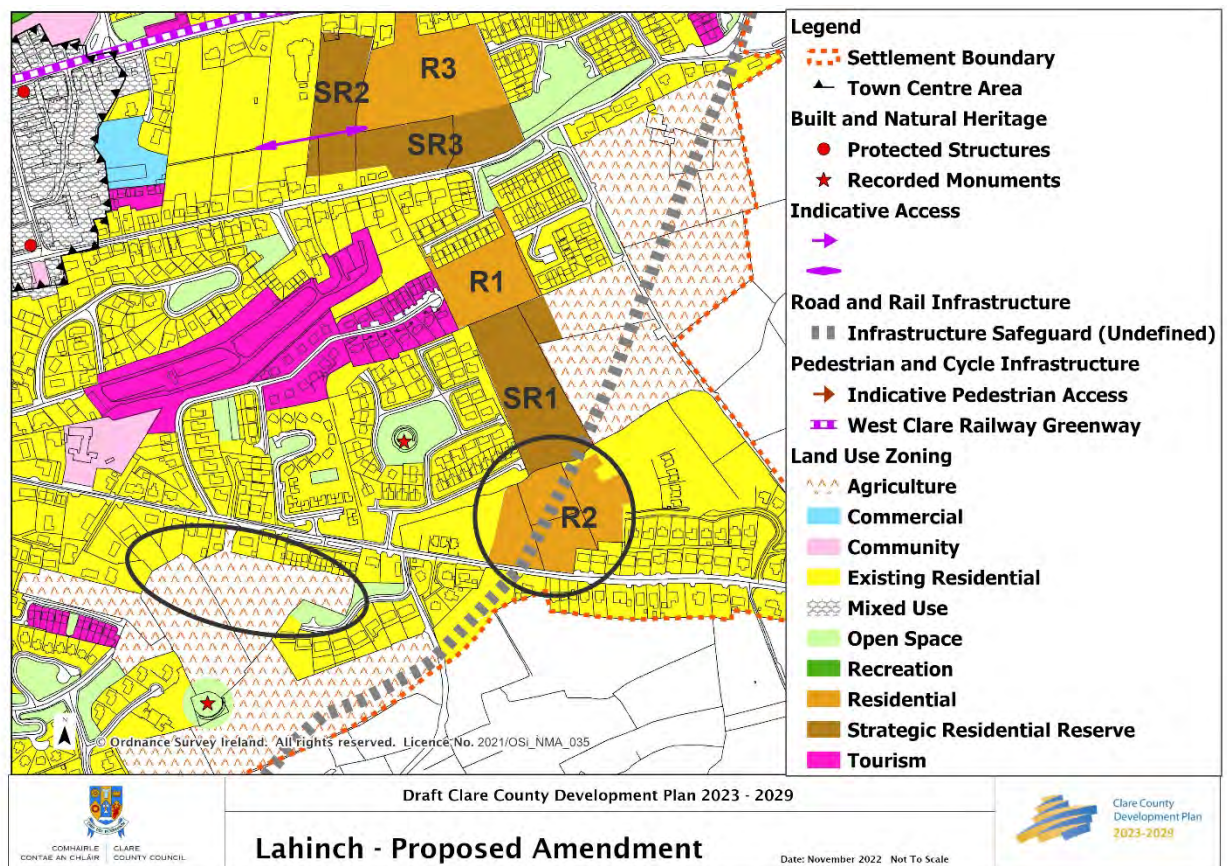 SR2
R3
SR3
R1
SR1
R2
N
© Ordnance Survey Ireland. All rights reserved. Licence No. 2021/OSi_NMA_035
Legend
Settlement Boundary
Town Centre Area
Built and Natural Heritage
Protected Structures
Recorded Monuments
Indicative Access
Road and Rail Infrastructure
Infrastructure Safeguard (Undefined)
Pedestrian and Cycle Infrastructure
Indicative Pedestrian Access
West Clare Railway Greenway
Land Use Zoning
Agriculture
Commercial
Community
Existing Residential
Mixed Use
Open Space
Recreation
Residential
Strategic Residential Reserve
Tourism
COMHAIRLE CLARE
CONTAE AN CHLÁIR COUNTY COUNCIL
Draft Clare County Development Plan 2023 - 2029
Lahinch - Proposed Amendment
Date: November 2022 Not To Scale
Clare County
Development Plan
2023-2029